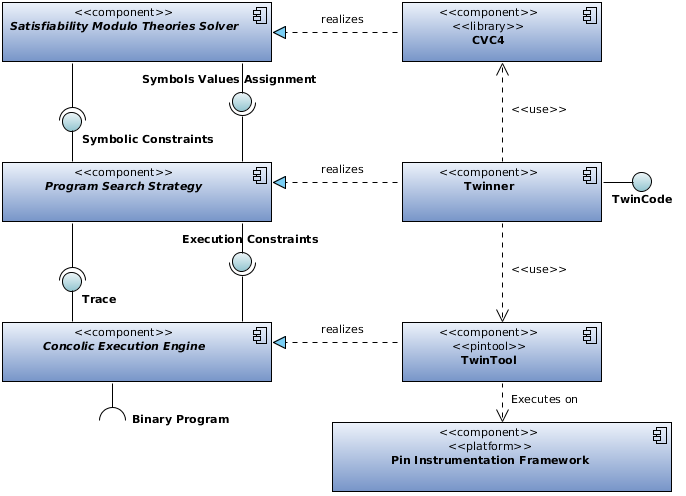 <<component>>
Satisfiability Modulo Theories Solver
realizes
<<component>>
<<library>>
CVC4
Symbols Values Assignment
Symbolic Constraints
<<use>>
<<component>>
Program Search Strategy
realizes
<<component>>
Twinner
TwinCode
Execution Constraints
Trace
<<use>>
<<component>>
Concolic Execution Engine
realizes
<<component>>
<<pintool>>
TwinTool
Binary Program
Executes on
<<component>>
<<platform>>
Pin Instrumentation Framework